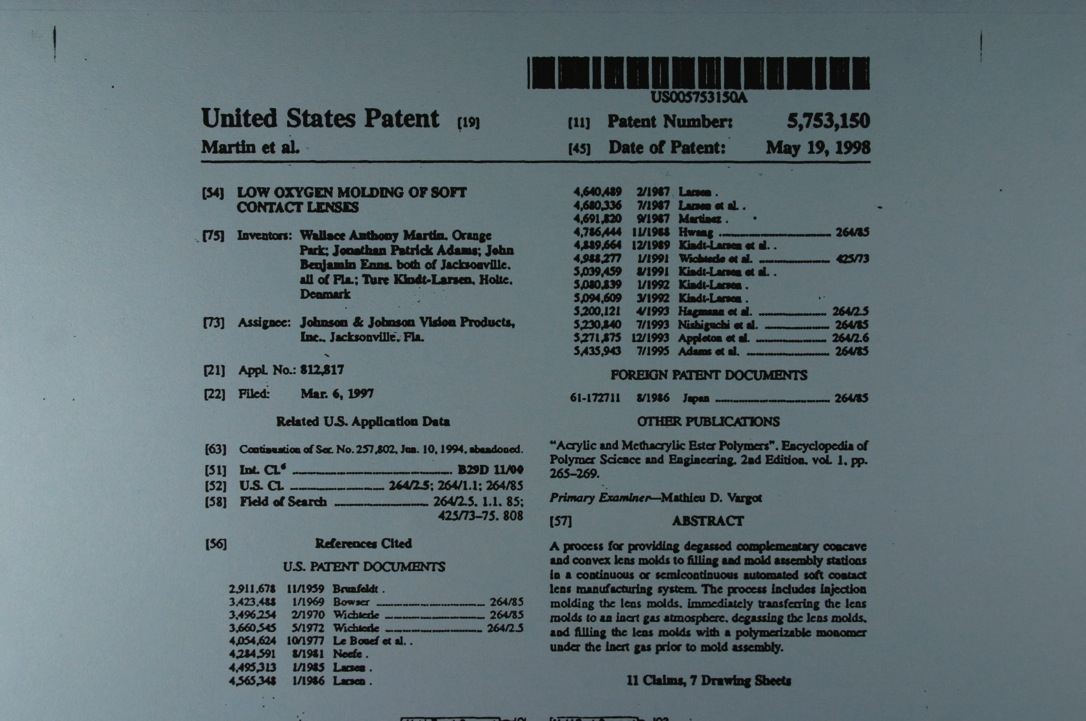 US005753150A
United States Patent [19]
Martin et al.
[11] Patent Number: 5,753,150
[45] Date of Patent: May 19, 1998
[54] LOW OXYGEN MOLDING OF SOFT
CONTACT LENSES
[75] Inventors: Wallace Anthony Martin, Orange
Park; Jonathan Patrick Adams; John
Benjamin Enns, both of Jacksonville,
all of Fla.; Ture Kindt-Larsen, Holte,
Denmark
[73] Assignee: Johnson & Johnson Vision Products,
Inc., Jacksonville, Fla.
[21] Appl. No.: 812,817
[22] Filed: Mar. 6, 1997
Related U.S. Application Data
[63] Continuation of Ser. No. 257,802, Jun. 10, 1994, abandoned.
[51] Int. Cl.⁶ ........ B29D 11/00
[52] U.S. Cl. ........ 264/2.5; 264/1.1; 264/85
[58] Field of Search ........ 264/2.5, 1.1, 85;
425/73-75, 808
[56] References Cited
U.S. PATENT DOCUMENTS
2,911,678 11/1959 Brunfeldt .
3,423,488 1/1969 Bowser ........ 264/85
3,496,254 2/1970 Wichterle ........ 264/85
3,660,545 5/1972 Wichterle ........ 264/2.5
4,054,624 10/1977 Le Bouef et al. .
4,284,591 8/1981 Neefe .
4,495,313 1/1985 Larsen .
4,565,348 1/1986 Larsen .
4,640,489 2/1987 Larsen .
4,680,336 7/1987 Larsen et al. .
4,691,820 9/1987 Martinez .
4,786,444 11/1988 Hwang ........ 264/85
4,889,664 12/1989 Kindt-Larsen et al. .
4,988,277 1/1991 Wichterle et al. ........ 425/73
5,039,459 8/1991 Kindt-Larsen et al. .
5,080,839 1/1992 Kindt-Larsen .
5,094,609 3/1992 Kindt-Larsen .
5,200,121 4/1993 Hagmann et al. ........ 264/2.5
5,230,840 7/1993 Nishiguchi et al. ........ 264/85
5,271,875 12/1993 Appleton et al. ........ 264/2.6
5,435,943 7/1995 Adams et al. ........ 264/85
FOREIGN PATENT DOCUMENTS
61-172711 8/1986 Japan ........ 264/85
OTHER PUBLICATIONS
"Acrylic and Methacrylic Ester Polymers", Encyclopedia of
Polymer Science and Engineering, 2nd Edition, vol. 1, pp.
265-269.
Primary Examiner—Mathieu D. Vargot
[57] ABSTRACT
A process for providing degassed complementary concave
and convex lens molds to filling and mold assembly stations
in a continuous or semicontinuous automated soft contact
lens manufacturing system. The process includes injection
molding the lens molds, immediately transferring the lens
molds to an inert gas atmosphere, degassing the lens molds,
and filling the lens molds with a polymerizable monomer
under the inert gas prior to mold assembly.
11 Claims, 7 Drawing Sheets